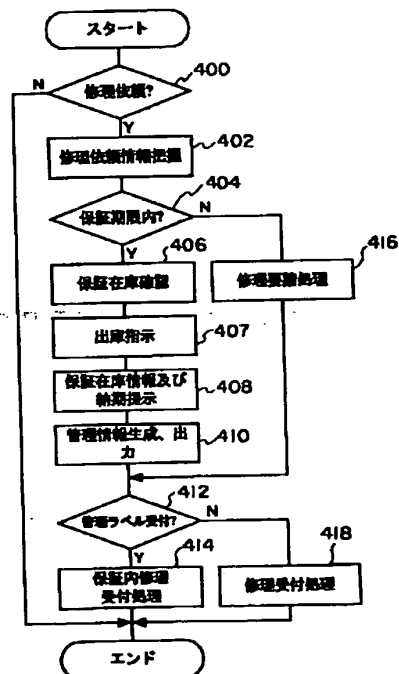 スタート
400
修理依頼?
N
Y
402
修理依頼情報把握
404
保証期限内?
N
Y
406
416
保証在庫確認
修理要請処理
出庫指示
407
保証在庫情報及び
納期提示
408
管理情報生成、出
力
410
412
管理ラベル受付?
N
Y
414
418
保証内修理
受付処理
修理受付処理
エンド